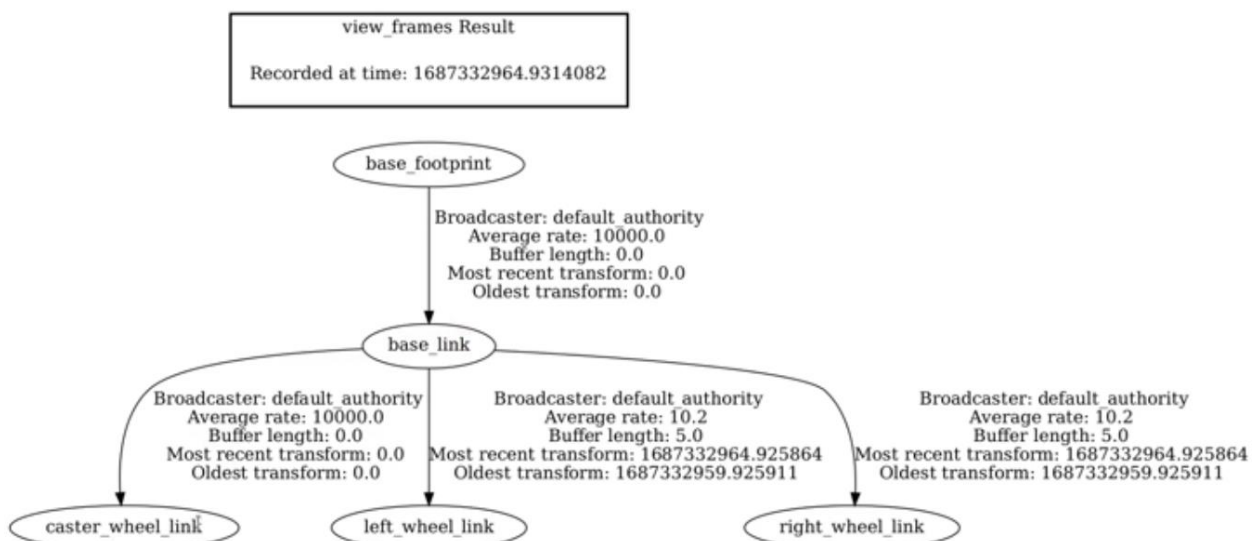 view_frames Result
Recorded at time: 1687332964.9314082
base_footprint
Broadcaster: default_authority
Average rate: 10000.0
Buffer length: 0.0
Most recent transform: 0.0
Oldest transform: 0.0
base_link
Broadcaster: default_authority
Average rate: 10000.0
Buffer length: 0.0
Most recent transform: 0.0
Oldest transform: 0.0
Broadcaster: default_authority
Average rate: 10.2
Buffer length: 5.0
Most recent transform: 1687332964.925864
Oldest transform: 1687332959.925911
Broadcaster: default_authority
Average rate: 10.2
Buffer length: 5.0
Most recent transform: 1687332964.925864
Oldest transform: 1687332959.925911
caster_wheel_link
left_wheel_link
right_wheel_link